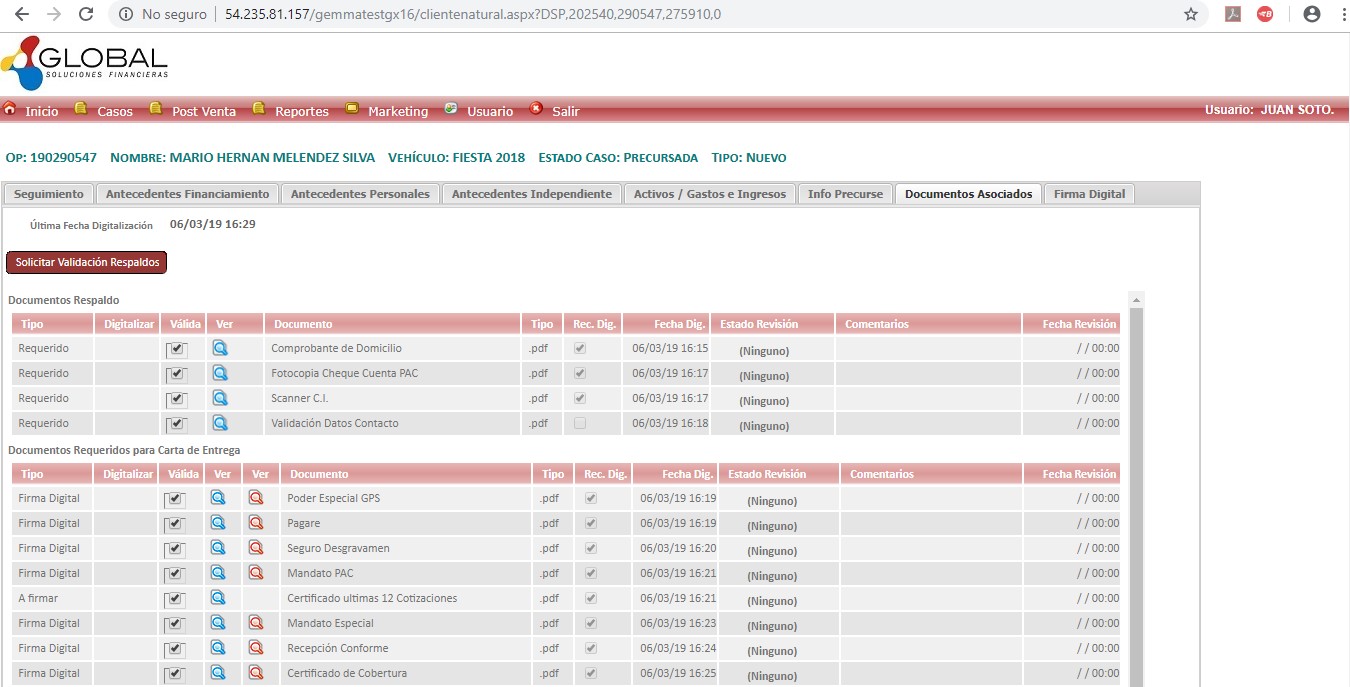 No seguro | 54.235.81.157/gemmatestgx16/clientenatural.aspx?DSP,202540,290547,275910,0
GLOBAL
SOLUCIONES FINANCIERAS
Inicio Casos Post Venta Reportes Marketing Usuario Salir Usuario: JUAN SOTO.
OP: 190290547 NOMBRE: MARIO HERNAN MELENDEZ SILVA VEHÍCULO: FIESTA 2018 ESTADO CASO: PRECURSADA TIPO: NUEVO
Seguimiento Antecedentes Financiamiento Antecedentes Personales Antecedentes Independiente Activos / Gastos e Ingresos Info Precurse Documentos Asociados Firma Digital
Última Fecha Digitalización 06/03/19 16:29
Solicitar Validación Respaldos
Documentos Respaldo
Tipo Digitalizar Válida Ver Documento Tipo Rec. Dig. Fecha Dig. Estado Revisión Comentarios Fecha Revisión
Requerido Comprobante de Domicilio .pdf 06/03/19 16:15 (Ninguno) / / 00:00
Requerido Fotocopia Cheque Cuenta PAC .pdf 06/03/19 16:17 (Ninguno) / / 00:00
Requerido Scanner C.I. .pdf 06/03/19 16:17 (Ninguno) / / 00:00
Requerido Validación Datos Contacto .pdf 06/03/19 16:18 (Ninguno) / / 00:00
Documentos Requeridos para Carta de Entrega
Tipo Digitalizar Válida Ver Ver Documento Tipo Rec. Dig. Fecha Dig. Estado Revisión Comentarios Fecha Revisión
Firma Digital Poder Especial GPS .pdf 06/03/19 16:19 (Ninguno) / / 00:00
Firma Digital Pagare .pdf 06/03/19 16:19 (Ninguno) / / 00:00
Firma Digital Seguro Desgravamen .pdf 06/03/19 16:20 (Ninguno) / / 00:00
Firma Digital Mandato PAC .pdf 06/03/19 16:21 (Ninguno) / / 00:00
A firmar Certificado ultimas 12 Cotizaciones .pdf 06/03/19 16:21 (Ninguno) / / 00:00
Firma Digital Mandato Especial .pdf 06/03/19 16:23 (Ninguno) / / 00:00
Firma Digital Recepción Conforme .pdf 06/03/19 16:24 (Ninguno) / / 00:00
Firma Digital Certificado de Cobertura .pdf 06/03/19 16:25 (Ninguno) / / 00:00